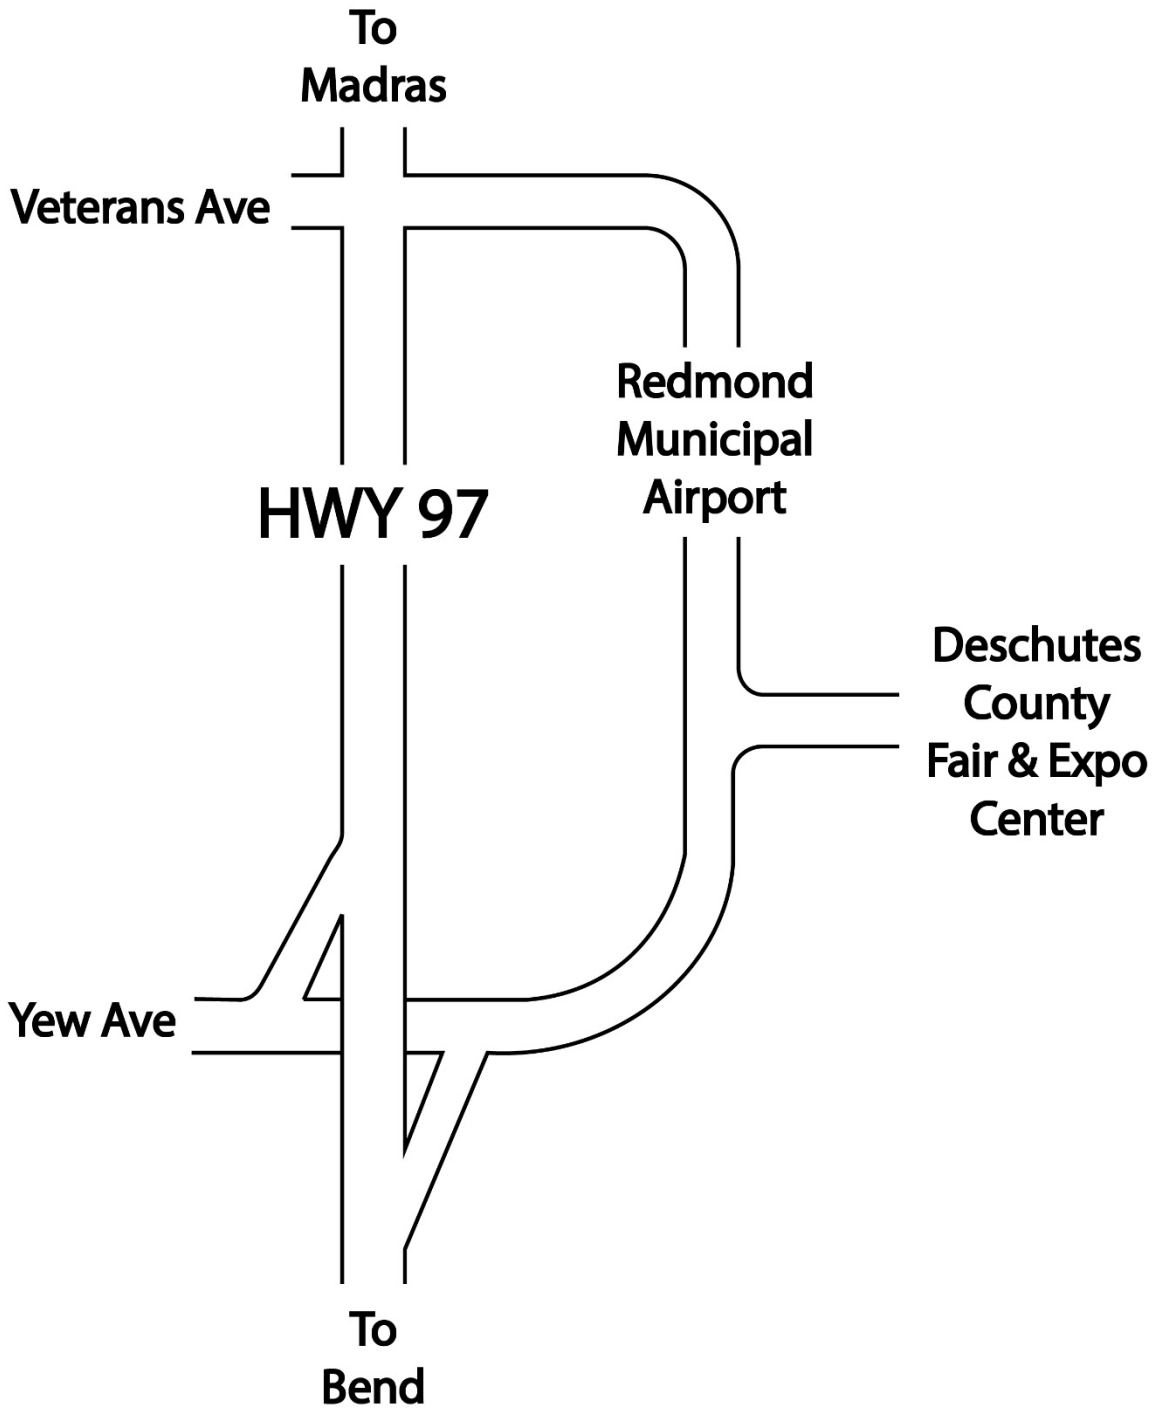 To
Madras
Veterans Ave
Redmond
Municipal
Airport
HWY 97
Deschutes
County
Fair & Expo
Center
Yew Ave
To
Bend